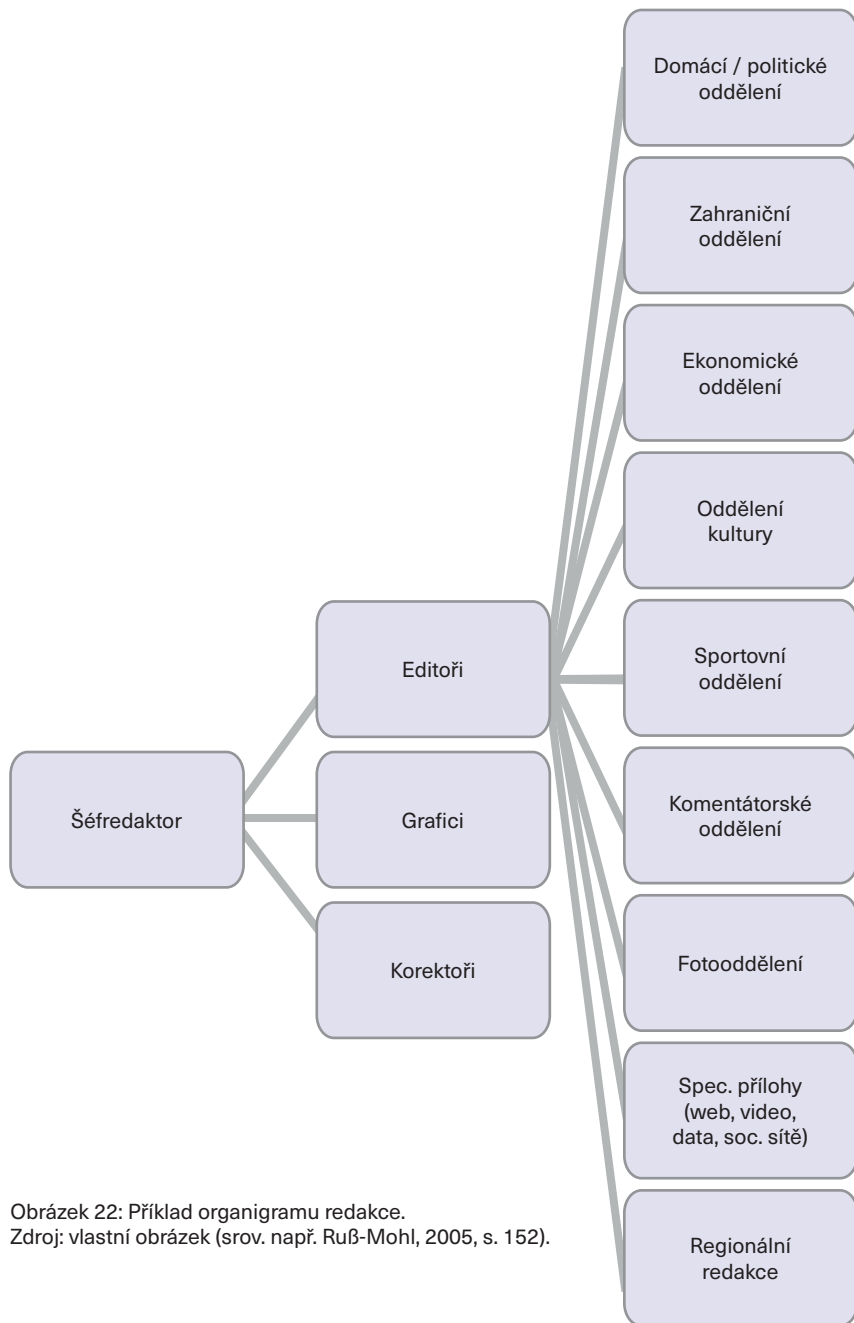 Šéfredaktor
Editoři
Grafici
Korektoři
Domácí / politické
oddělení
Zahraniční
oddělení
Ekonomické
oddělení
Oddělení
kultury
Sportovní
oddělení
Komentátorské
oddělení
Fotooddělení
Spec. přílohy
(web, video,
data, soc. sítě)
Regionální
redakce
Obrázek 22: Příklad organigramu redakce.
Zdroj: vlastní obrázek (srov. např. Ruß-Mohl, 2005, s. 152).